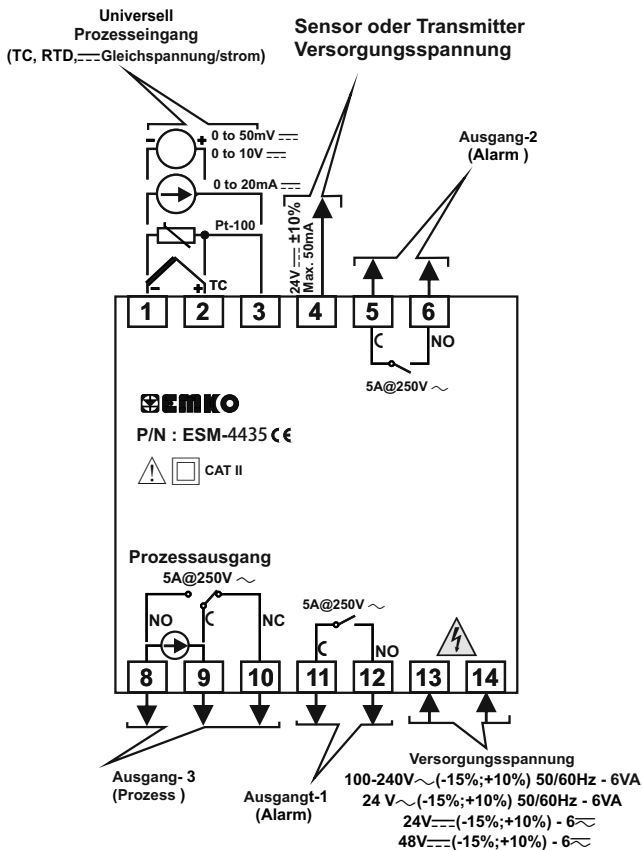 Universell
Prozesseingang
(TC, RTD, ⎓Gleichspannung/strom)
Sensor oder Transmitter
Versorgungsspannung
Ausgang-2
(Alarm )
- + 0 to 50mV ⎓
0 to 10V ⎓
0 to 20mA ⎓
Pt-100
- + TC
24V ⎓ ±10%
Max. 50mA
1 2 3 4 5 6
C NO
5A@250V ~
EMKO
P/N : ESM-4435 CE
CAT II
Prozessausgang
5A@250V ~
NO C NC
5A@250V ~
C NO
8 9 10 11 12 13 14
Ausgang- 3
(Prozess )
Ausgangt-1
(Alarm)
Versorgungsspannung
100-240V ~ (-15%;+10%) 50/60Hz - 6VA
24 V ~ (-15%;+10%) 50/60Hz - 6VA
24V ⎓ (-15%;+10%) - 6⏦
48V ⎓ (-15%;+10%) - 6⏦